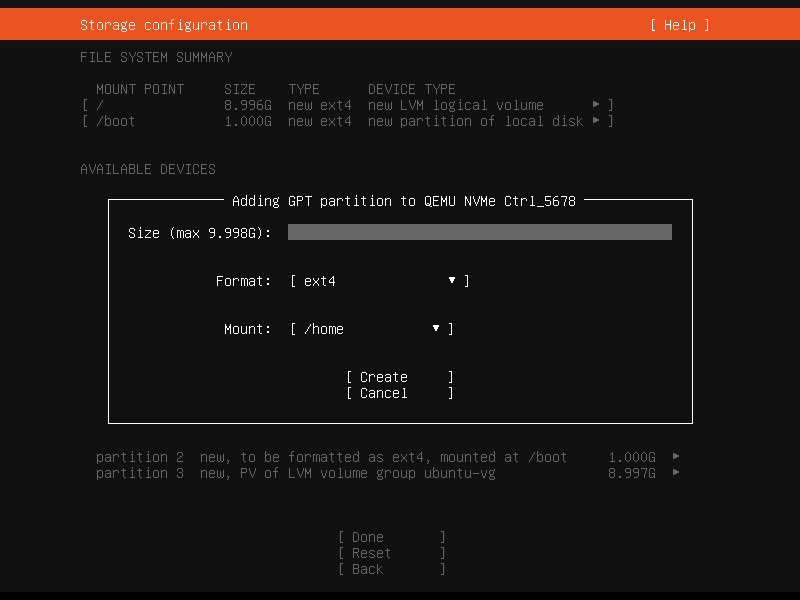 Storage configuration [ Help ]
FILE SYSTEM SUMMARY
MOUNT POINT SIZE TYPE DEVICE TYPE
[ / 8.996G new ext4 new LVM logical volume ▸ ]
[ /boot 1.000G new ext4 new partition of local disk ▸ ]
AVAILABLE DEVICES
Adding GPT partition to QEMU NVMe Ctrl_5678
Size (max 9.998G):
Format: [ ext4 ▾ ]
Mount: [ /home ▾ ]
[ Create ]
[ Cancel ]
partition 2 new, to be formatted as ext4, mounted at /boot 1.000G ▸
partition 3 new, PV of LVM volume group ubuntu-vg 8.997G ▸
[ Done ]
[ Reset ]
[ Back ]